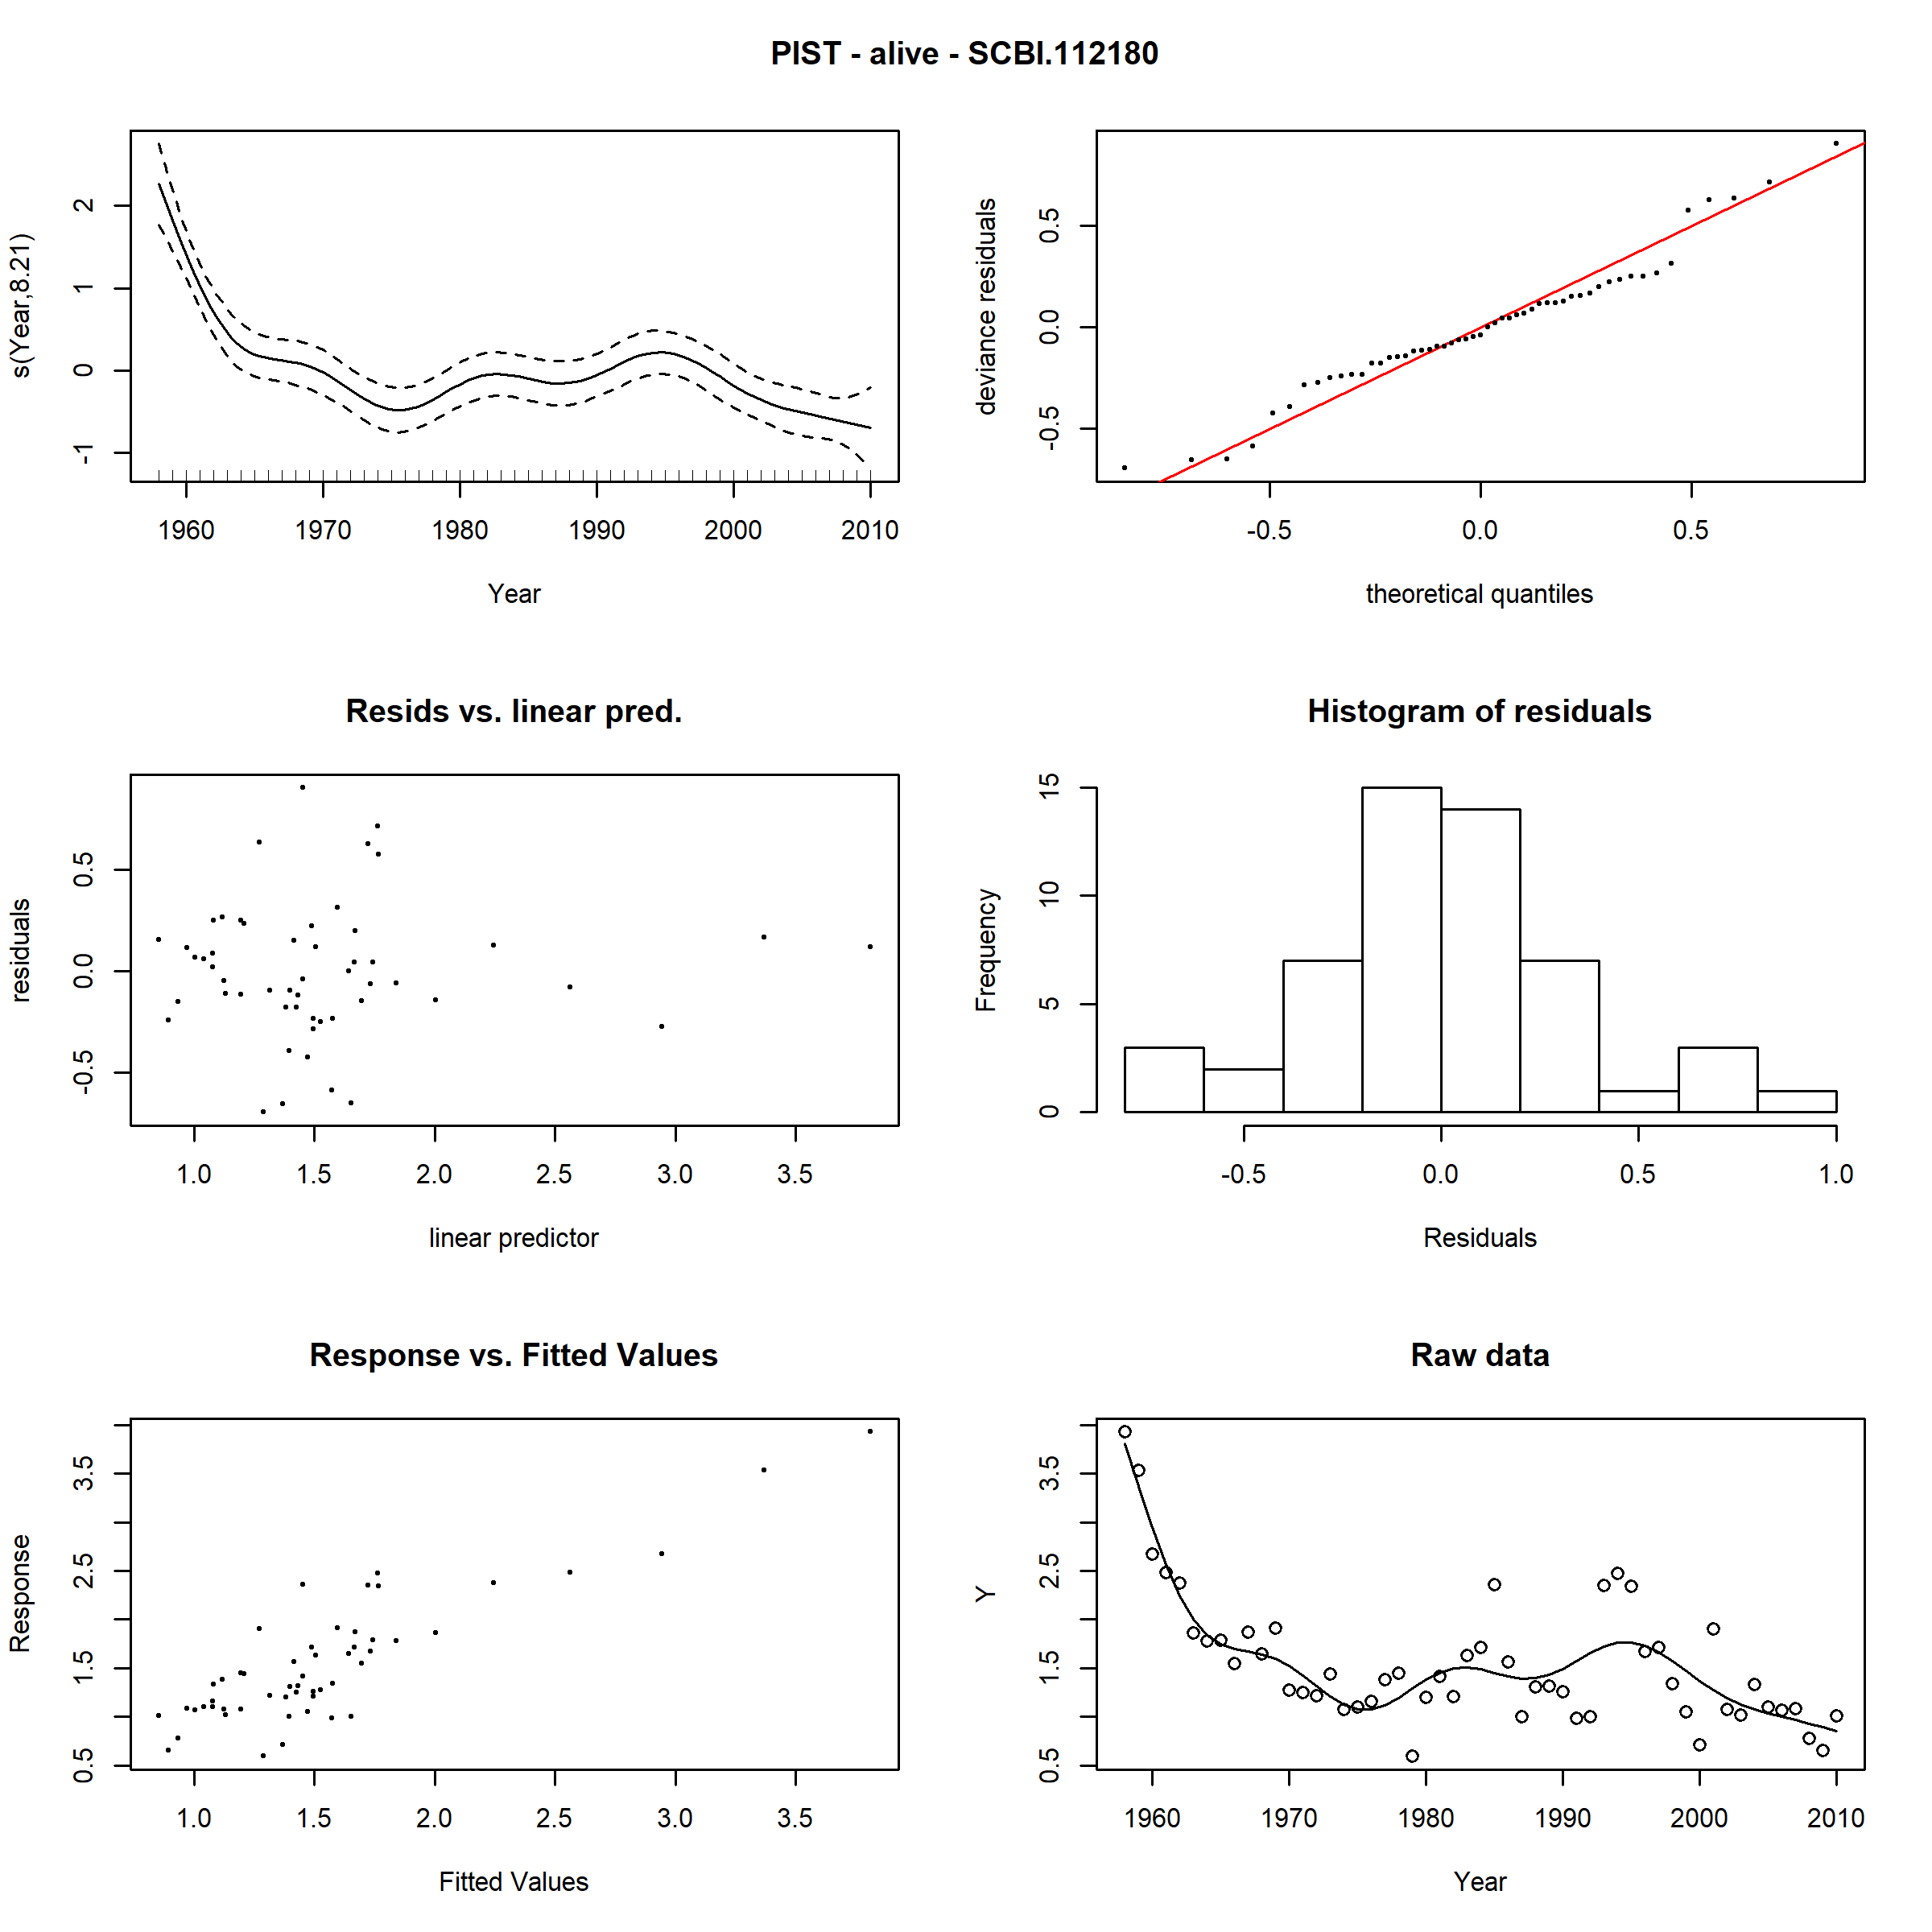 PIST - alive - SCBI.112180
s(Year,8.21)
2
1
0
-1
1960 1970 1980 1990 2000 2010
Year
deviance residuals
0.5
0.0
-0.5
-0.5 0.0 0.5
theoretical quantiles
Resids vs. linear pred.
residuals
0.5
0.0
-0.5
1.0 1.5 2.0 2.5 3.0 3.5
linear predictor
Histogram of residuals
Frequency
15
10
5
0
-0.5 0.0 0.5 1.0
Residuals
Response vs. Fitted Values
Response
3.5
2.5
1.5
0.5
1.0 1.5 2.0 2.5 3.0 3.5
Fitted Values
Raw data
Y
3.5
2.5
1.5
0.5
1960 1970 1980 1990 2000 2010
Year